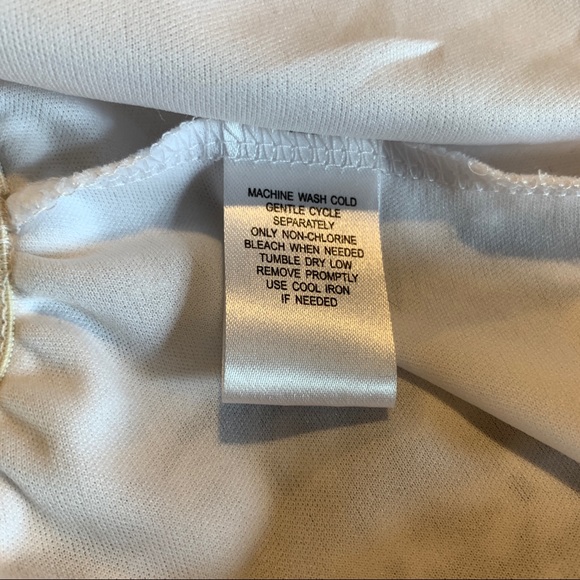 MACHINE WASH COLD
GENTLE CYCLE
SEPARATELY
ONLY NON-CHLORINE
BLEACH WHEN NEEDED
TUMBLE DRY LOW
REMOVE PROMPTLY
USE COOL IRON
IF NEEDED